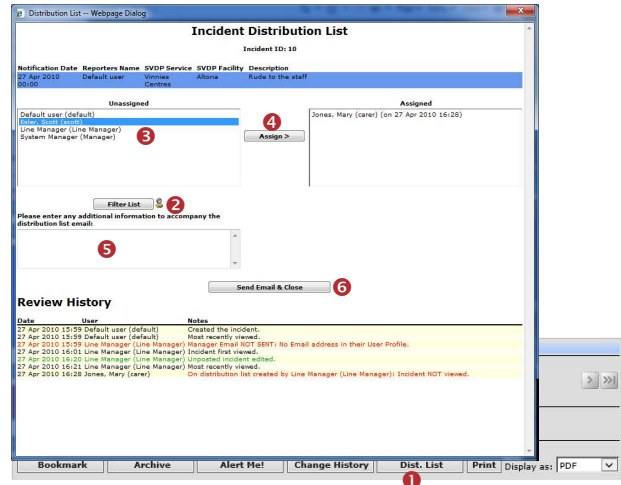 Distribution List -- Webpage Dialog
Incident Distribution List
Incident ID: 10
Notification Date Reporters Name SVDP Service SVDP Facility Description
27 Apr 2010 Default user Vinnies Altona Rude to the staff
00:00 Centres
Unassigned Assigned
Default user (default) Jones, Mary (carer) (on 27 Apr 2010 16:28)
Esler, Scott (scott)
Line Manager (Line Manager)
System Manager (Manager)
3
4
Assign >
Filter List 2
Please enter any additional information to accompany the
distribution list email:
5
Send Email & Close 6
Review History
Date User Notes
27 Apr 2010 15:59 Default user (default) Created the incident.
27 Apr 2010 15:59 Default user (default) Most recently viewed.
27 Apr 2010 15:59 Line Manager (Line Manager) Manager Email NOT SENT: No Email address in their User Profile.
27 Apr 2010 16:01 Line Manager (Line Manager) Incident first viewed.
27 Apr 2010 16:20 Line Manager (Line Manager) Unposted incident edited.
27 Apr 2010 16:21 Line Manager (Line Manager) Most recently viewed.
27 Apr 2010 16:28 Jones, Mary (carer) On distribution list created by Line Manager (Line Manager): Incident NOT viewed.
Bookmark Archive Alert Me! Change History Dist. List Print Display as: PDF
1